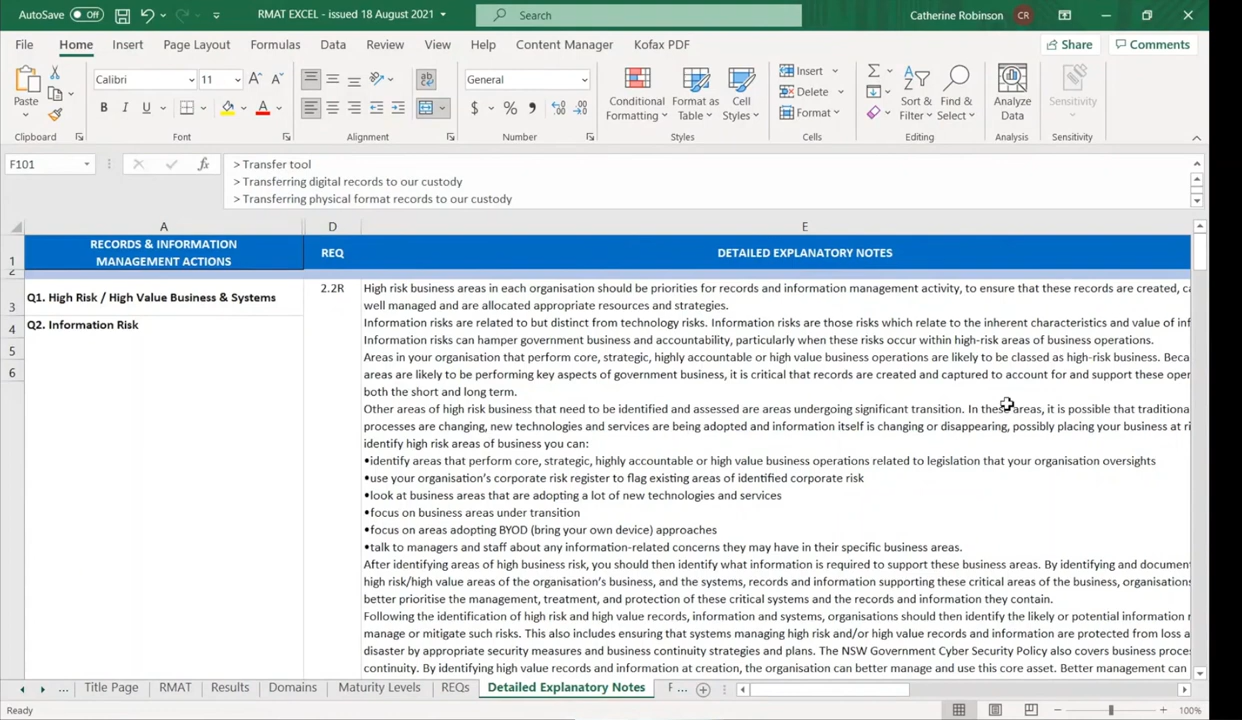 AutoSave Off RMAT EXCEL - issued 18 August 2021 Search Catherine Robinson CR
File Home Insert Page Layout Formulas Data Review View Help Content Manager Kofax PDF Share Comments
Paste
Calibri 11
B I U A
ab
General
$ % ,
Conditional Formatting
Format as Table
Cell Styles
Insert
Delete
Format
Sort & Filter
Find & Select
Analyze Data
Sensitivity
Clipboard Font Alignment Number Styles Cells Editing Analysis Sensitivity
F101 fx > Transfer tool
> Transferring digital records to our custody
> Transferring physical format records to our custody
A D E
1 RECORDS & INFORMATION MANAGEMENT ACTIONS REQ DETAILED EXPLANATORY NOTES
2
3 Q1. High Risk / High Value Business & Systems
4 Q2. Information Risk
5
6
2.2R High risk business areas in each organisation should be priorities for records and information management activity, to ensure that these records are created, ca
well managed and are allocated appropriate resources and strategies.
Information risks are related to but distinct from technology risks. Information risks are those risks which relate to the inherent characteristics and value of inf
Information risks can hamper government business and accountability, particularly when these risks occur within high-risk areas of business operations.
Areas in your organisation that perform core, strategic, highly accountable or high value business operations are likely to be classed as high-risk business. Beca
areas are likely to be performing key aspects of government business, it is critical that records are created and captured to account for and support these oper
both the short and long term.
Other areas of high risk business that need to be identified and assessed are areas undergoing significant transition. In these areas, it is possible that traditiona
processes are changing, new technologies and services are being adopted and information itself is changing or disappearing, possibly placing your business at ri
identify high risk areas of business you can:
•identify areas that perform core, strategic, highly accountable or high value business operations related to legislation that your organisation oversights
•use your organisation's corporate risk register to flag existing areas of identified corporate risk
•look at business areas that are adopting a lot of new technologies and services
•focus on business areas under transition
•focus on areas adopting BYOD (bring your own device) approaches
•talk to managers and staff about any information-related concerns they may have in their specific business areas.
After identifying areas of high business risk, you should then identify what information is required to support these business areas. By identifying and document
high risk/high value areas of the organisation's business, and the systems, records and information supporting these critical areas of the business, organisations
better prioritise the management, treatment, and protection of these critical systems and the records and information they contain.
Following the identification of high risk and high value records, information and systems, organisations should then identify the likely or potential information r
manage or mitigate such risks. This also includes ensuring that systems managing high risk and/or high value records and information are protected from loss a
disaster by appropriate security measures and business continuity strategies and plans. The NSW Government Cyber Security Policy also covers business proce
continuity. By identifying high value records and information at creation, the organisation can better manage and use this core asset. Better management can
... Title Page RMAT Results Domains Maturity Levels REQs Detailed Explanatory Notes F ...
Ready 100%